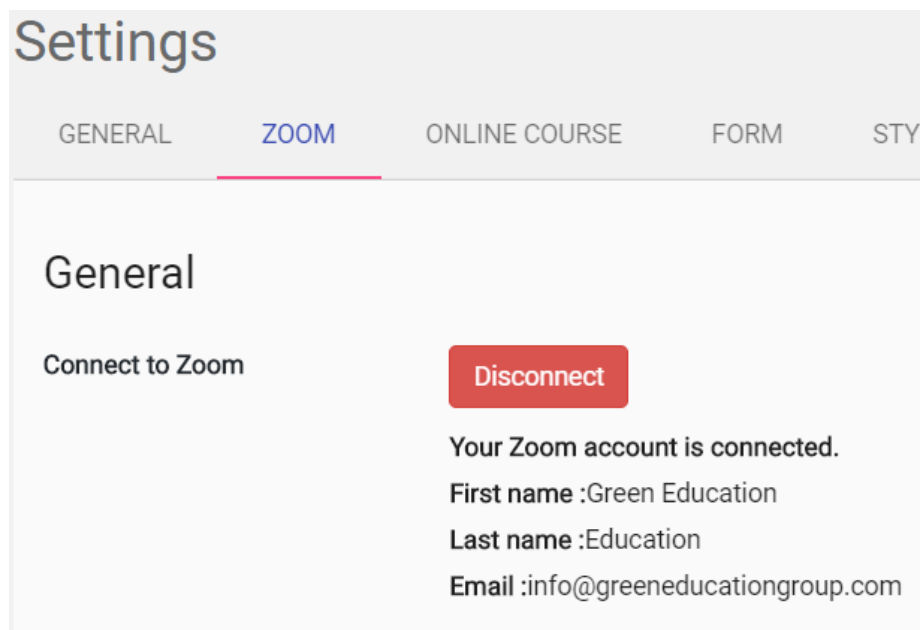 Settings
GENERAL ZOOM ONLINE COURSE FORM STY
General
Connect to Zoom Disconnect
Your Zoom account is connected.
First name :Green Education
Last name :Education
Email :info@greeneducationgroup.com